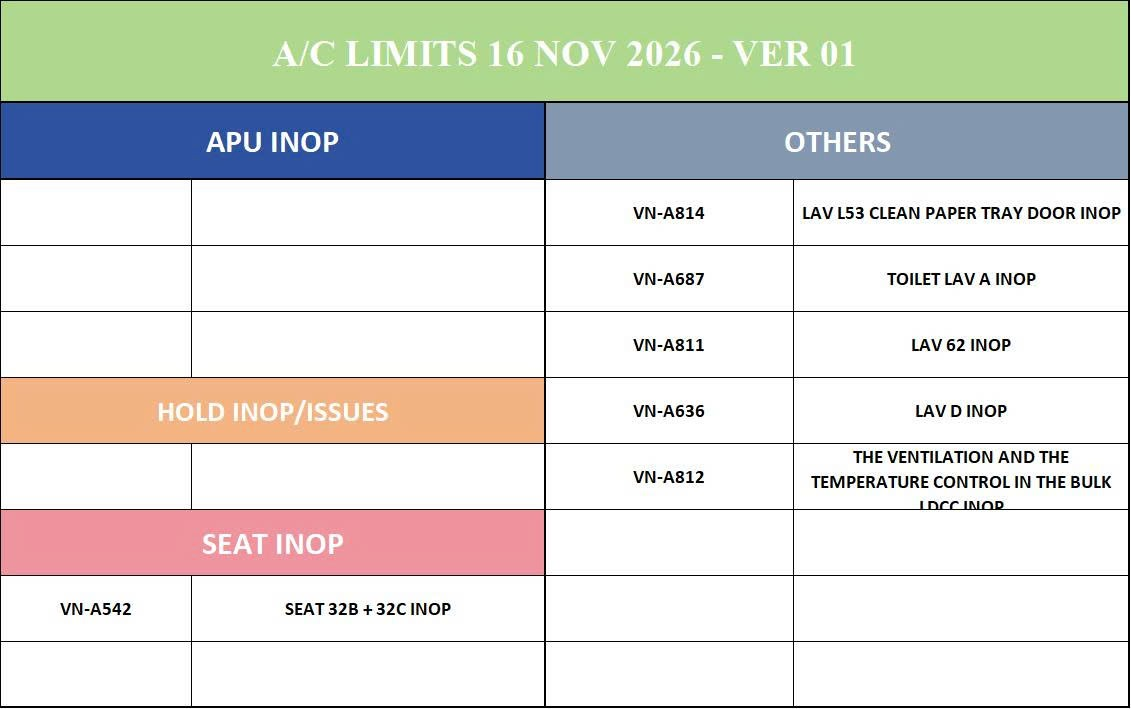 A/C LIMITS 16 NOV 2026 - VER 01
APU INOP
OTHERS
VN-A814
LAV L53 CLEAN PAPER TRAY DOOR INOP
VN-A687
TOILET LAV A INOP
VN-A811
LAV 62 INOP
HOLD INOP/ISSUES
VN-A636
LAV D INOP
VN-A812
THE VENTILATION AND THE
TEMPERATURE CONTROL IN THE BULK
LDCC INOP
SEAT INOP
VN-A542
SEAT 32B + 32C INOP